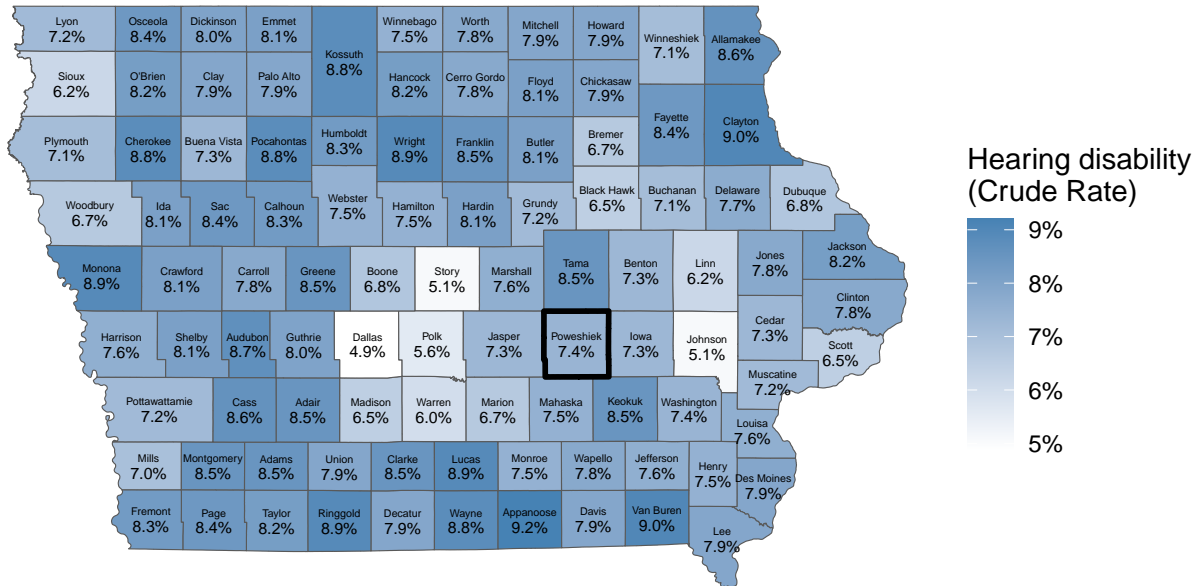 Lyon
7.2%
Osceola
8.4%
Dickinson
8.0%
Emmet
8.1%
Kossuth
8.8%
Winnebago
7.5%
Worth
7.8%
Mitchell
7.9%
Howard
7.9%
Winneshiek
7.1%
Allamakee
8.6%
Sioux
6.2%
O'Brien
8.2%
Clay
7.9%
Palo Alto
7.9%
Hancock
8.2%
Cerro Gordo
7.8%
Floyd
8.1%
Chickasaw
7.9%
Fayette
8.4%
Clayton
9.0%
Plymouth
7.1%
Cherokee
8.8%
Buena Vista
7.3%
Pocahontas
8.8%
Humboldt
8.3%
Wright
8.9%
Franklin
8.5%
Butler
8.1%
Bremer
6.7%
Woodbury
6.7%
Ida
8.1%
Sac
8.4%
Calhoun
8.3%
Webster
7.5%
Hamilton
7.5%
Hardin
8.1%
Grundy
7.2%
Black Hawk
6.5%
Buchanan
7.1%
Delaware
7.7%
Dubuque
6.8%
Monona
8.9%
Crawford
8.1%
Carroll
7.8%
Greene
8.5%
Boone
6.8%
Story
5.1%
Marshall
7.6%
Tama
8.5%
Benton
7.3%
Linn
6.2%
Jones
7.8%
Jackson
8.2%
Clinton
7.8%
Harrison
7.6%
Shelby
8.1%
Audubon
8.7%
Guthrie
8.0%
Dallas
4.9%
Polk
5.6%
Jasper
7.3%
Poweshiek
7.4%
Iowa
7.3%
Johnson
5.1%
Cedar
7.3%
Scott
6.5%
Muscatine
7.2%
Pottawattamie
7.2%
Cass
8.6%
Adair
8.5%
Madison
6.5%
Warren
6.0%
Marion
6.7%
Mahaska
7.5%
Keokuk
8.5%
Washington
7.4%
Louisa
7.6%
Mills
7.0%
Montgomery
8.5%
Adams
8.5%
Union
7.9%
Clarke
8.5%
Lucas
8.9%
Monroe
7.5%
Wapello
7.8%
Jefferson
7.6%
Henry
7.5%
Des Moines
7.9%
Fremont
8.3%
Page
8.4%
Taylor
8.2%
Ringgold
8.9%
Decatur
7.9%
Wayne
8.8%
Appanoose
9.2%
Davis
7.9%
Van Buren
9.0%
Lee
7.9%
Hearing disability
(Crude Rate)
9%
8%
7%
6%
5%